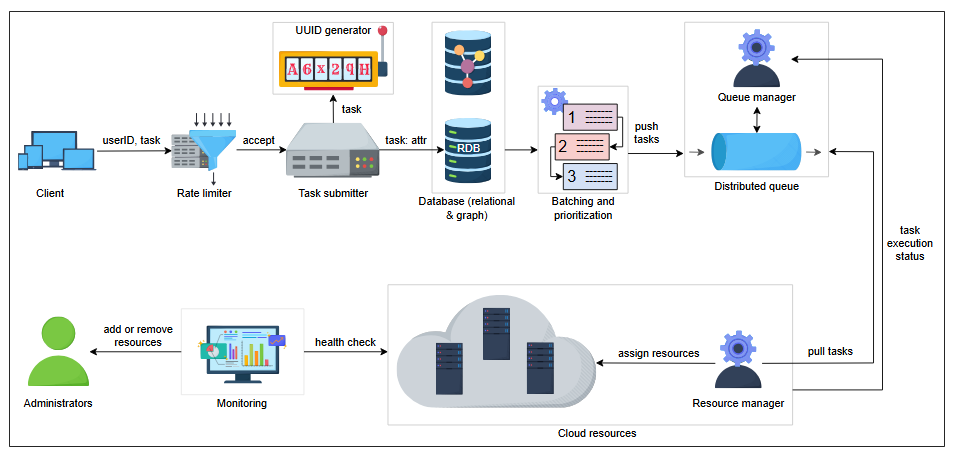 UUID generator
A6x29H
task
userID, task
accept
task: attr
RDB
1
2
3
push
tasks
Queue manager
Client
Rate limiter
Task submitter
Database (relational
& graph)
Batching and
prioritization
Distributed queue
task
execution
status
add or remove
resources
health check
assign resources
pull tasks
Administrators
Monitoring
Resource manager
Cloud resources